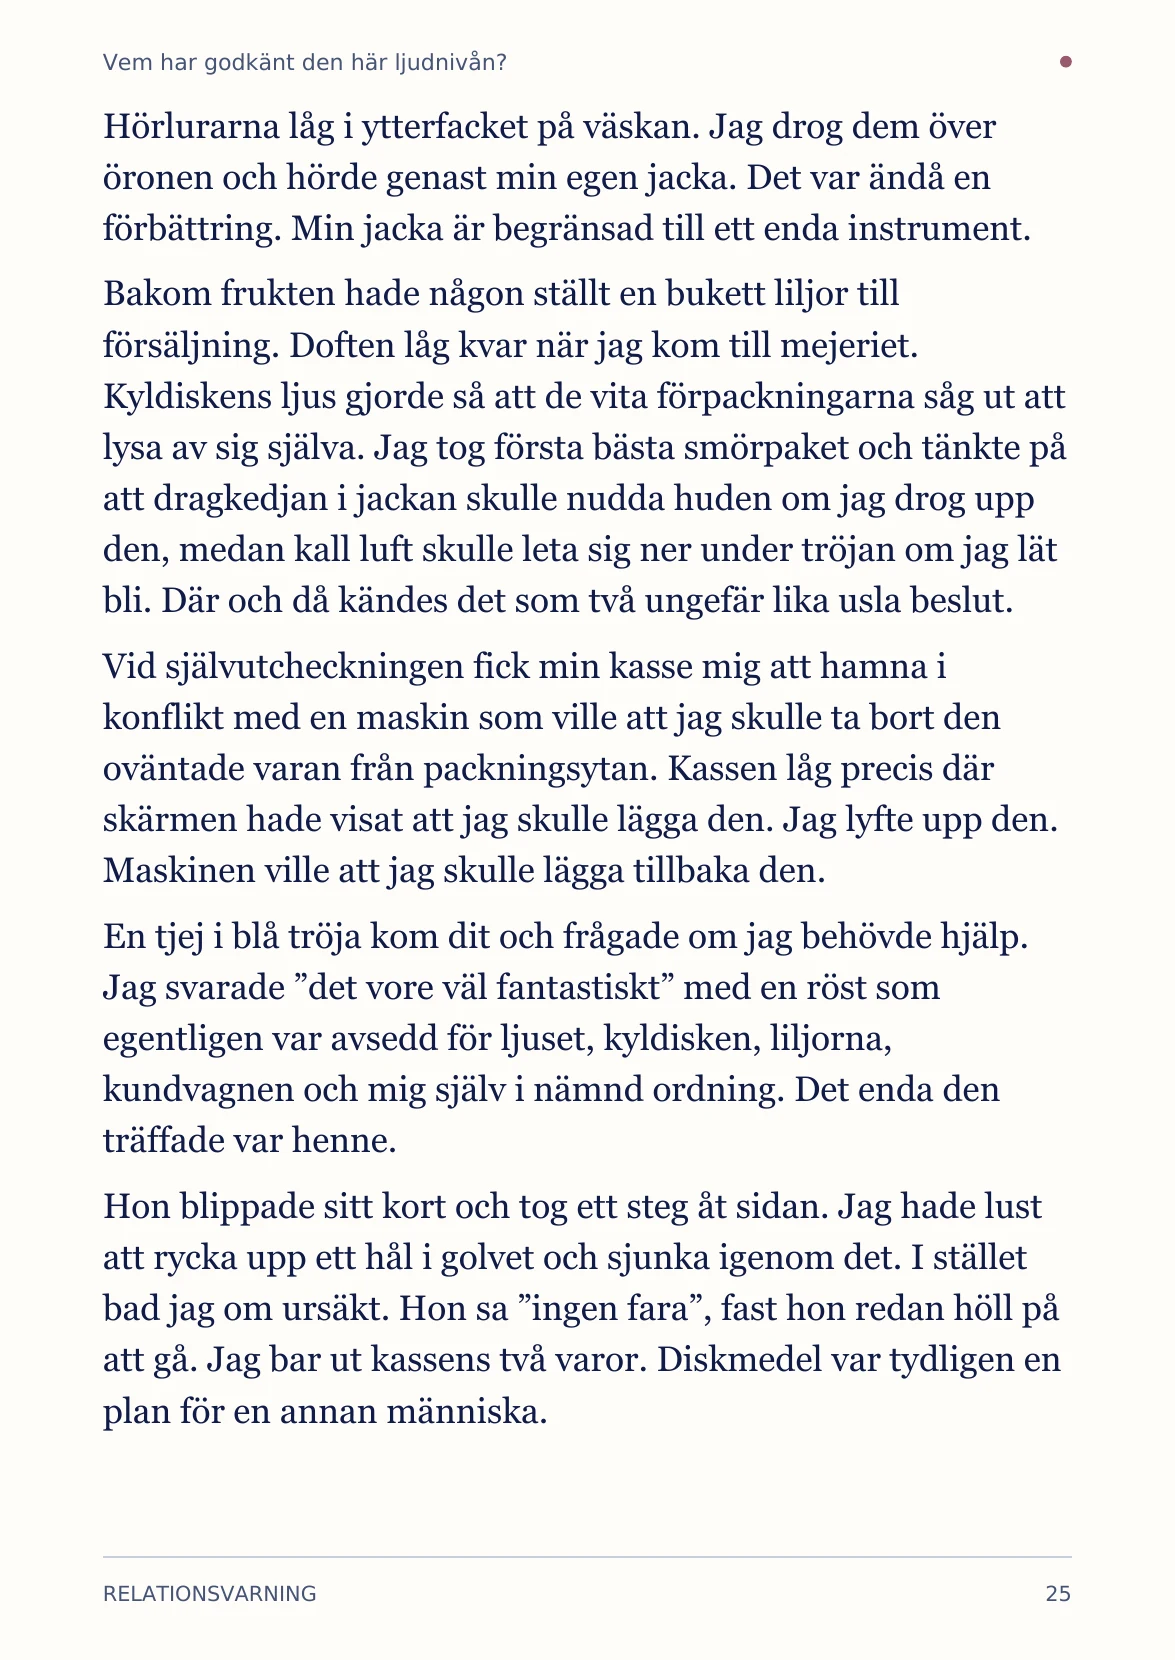 Vem har godkänt den här ljudnivån?
Hörlurarna låg i ytterfacket på väskan. Jag drog dem över
öronen och hörde genast min egen jacka. Det var ändå en
förbättring. Min jacka är begränsad till ett enda instrument.
Bakom frukten hade någon ställt en bukett liljor till
försäljning. Doften låg kvar när jag kom till mejeriet.
Kyldiskens ljus gjorde så att de vita förpackningarna såg ut att
lysa av sig själva. Jag tog första bästa smörpaket och tänkte på
att dragkedjan i jackan skulle nudda huden om jag drog upp
den, medan kall luft skulle leta sig ner under tröjan om jag lät
bli. Där och då kändes det som två ungefär lika usla beslut.
Vid självutcheckningen fick min kasse mig att hamna i
konflikt med en maskin som ville att jag skulle ta bort den
oväntade varan från packningsytan. Kassen låg precis där
skärmen hade visat att jag skulle lägga den. Jag lyfte upp den.
Maskinen ville att jag skulle lägga tillbaka den.
En tjej i blå tröja kom dit och frågade om jag behövde hjälp.
Jag svarade ”det vore väl fantastiskt” med en röst som
egentligen var avsedd för ljuset, kyldisken, liljorna,
kundvagnen och mig själv i nämnd ordning. Det enda den
träffade var henne.
Hon blippade sitt kort och tog ett steg åt sidan. Jag hade lust
att rycka upp ett hål i golvet och sjunka igenom det. I stället
bad jag om ursäkt. Hon sa ”ingen fara”, fast hon redan höll på
att gå. Jag bar ut kassens två varor. Diskmedel var tydligen en
plan för en annan människa.
RELATIONSVARNING
25